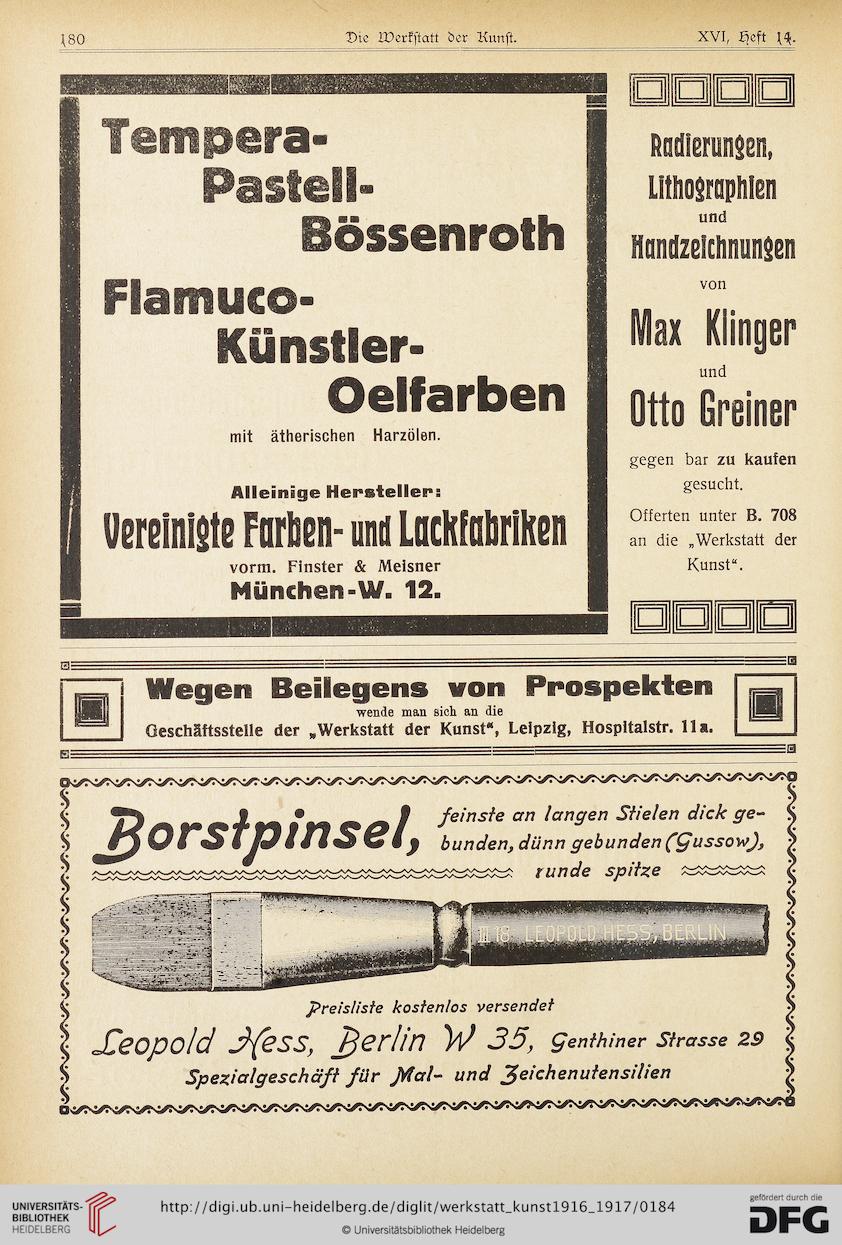 180 Die Werkstatt der Kunst. XVI, Heft 14.
Tempera-
Pastell-
Bössenroth
Flamuco-
Künstler-
Oelfarben
mit ätherischen Harzölen.
Alleinige Hersteller:
Vereinigte Farben- und Lackfabriken
vorm. Finster & Meisner
München-W. 12.
Radierungen,
Lithographien
und
Handzeichnungen
von
Max Klinger
und
Otto Greiner
gegen bar zu kaufen
gesucht.
Offerten unter B. 708
an die „Werkstatt der
Kunst“.
Wegen Beilegens von Prospekten
wende man sich an die
Geschäftsstelle der „Werkstatt der Kunst“, Leipzig, Hospitalstr. 11a.
Borstpinsel, feinste an langen Stielen dick ge-
bunden, dünn gebunden (Gussow),
runde spitze
III 18 LEOPOLD HESS, BERLIN
Preisliste kostenlos versendet
Leopold Hess, Berlin W 35, Genthiner Strasse 29
Spezialgeschäft für Mal- und Zeichenutensilien
UNIVERSITÄTS-
BIBLIOTHEK
HEIDELBERG
http://digi.ub.uni-heidelberg.de/diglit/werkstatt_kunst1916_1917/0184
© Universitätsbibliothek Heidelberg
gefördert durch die
DFG